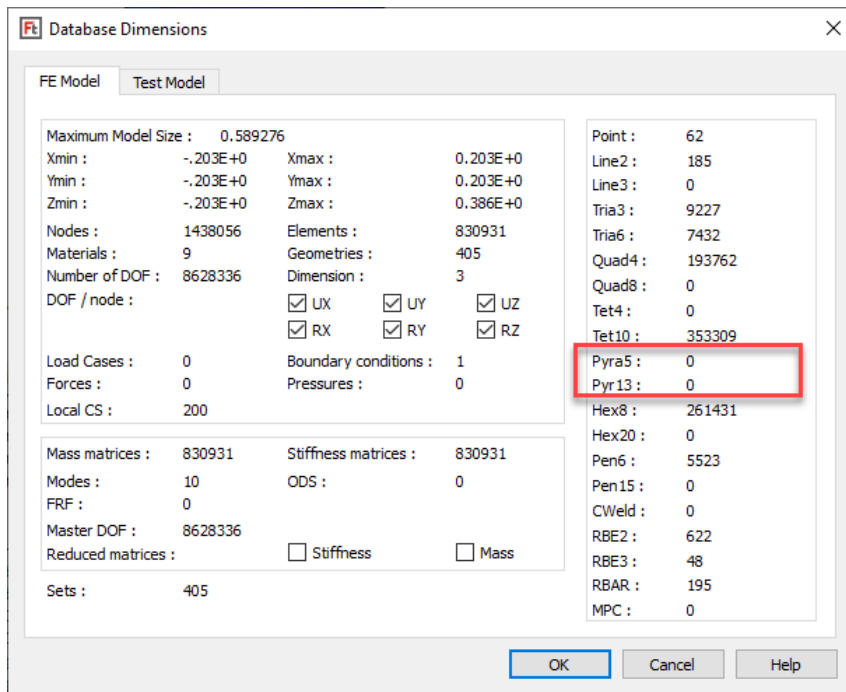 Ft Database Dimensions
FE Model Test Model
Maximum Model Size : 0.589276
Xmin : -.203E+0 Xmax : 0.203E+0
Ymin : -.203E+0 Ymax : 0.203E+0
Zmin : -.203E+0 Zmax : 0.386E+0
Nodes : 1438056 Elements : 830931
Materials : 9 Geometries : 405
Number of DOF : 8628336 Dimension : 3
DOF / node : UX UY UZ
RX RY RZ
Load Cases : 0 Boundary conditions : 1
Forces : 0 Pressures : 0
Local CS : 200
Mass matrices : 830931 Stiffness matrices : 830931
Modes : 10 ODS : 0
FRF : 0
Master DOF : 8628336
Reduced matrices : Stiffness Mass
Sets : 405
Point : 62
Line2 : 185
Line3 : 0
Tria3 : 9227
Tria6 : 7432
Quad4 : 193762
Quad8 : 0
Tet4 : 0
Tet10 : 353309
Pyra5 : 0
Pyr13 : 0
Hex8 : 261431
Hex20 : 0
Pen6 : 5523
Pen15 : 0
CWeld : 0
RBE2 : 622
RBE3 : 48
RBAR : 195
MPC : 0
OK Cancel Help